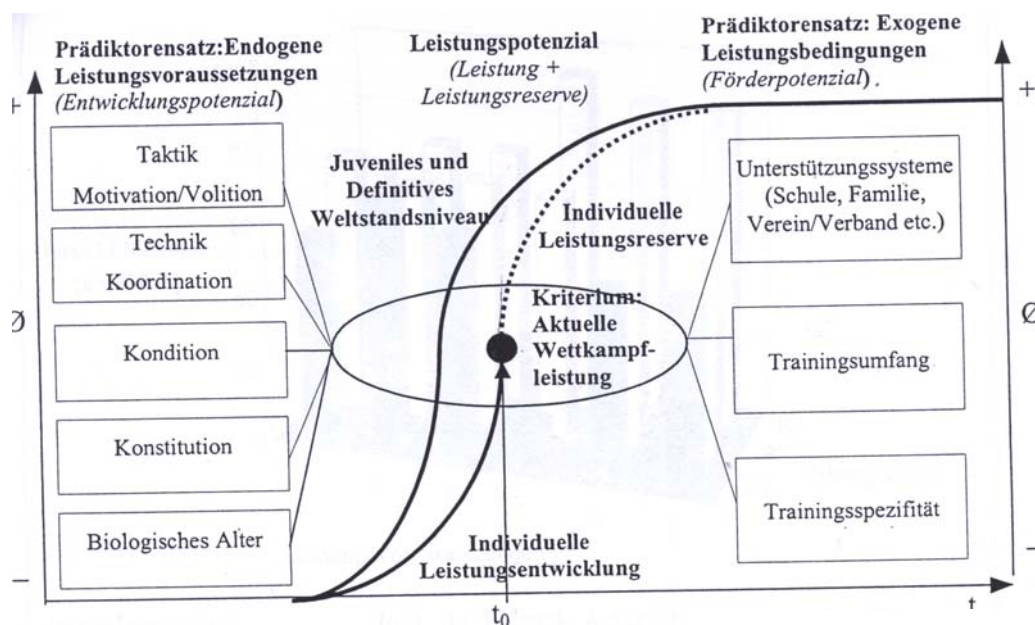 Prädiktorensatz:Endogene
Leistungsvoraussetzungen
(Entwicklungspotenzial)
Leistungspotenzial
(Leistung +
Leistungsreserve)
Prädiktorensatz: Exogene
Leistungsbedingungen
(Förderpotenzial) .
+
+
Taktik
Motivation/Volition
Technik
Koordination
Kondition
Konstitution
Biologisches Alter
Ø
–
Juveniles und
Definitives
Weltstandsniveau
Individuelle
Leistungsreserve
Kriterium:
Aktuelle
Wettkampf-
leistung
Individuelle
Leistungsentwicklung
Unterstützungssysteme
(Schule, Familie,
Verein/Verband etc.)
Trainingsumfang
Trainingsspezifität
Ø
–
t₀
t